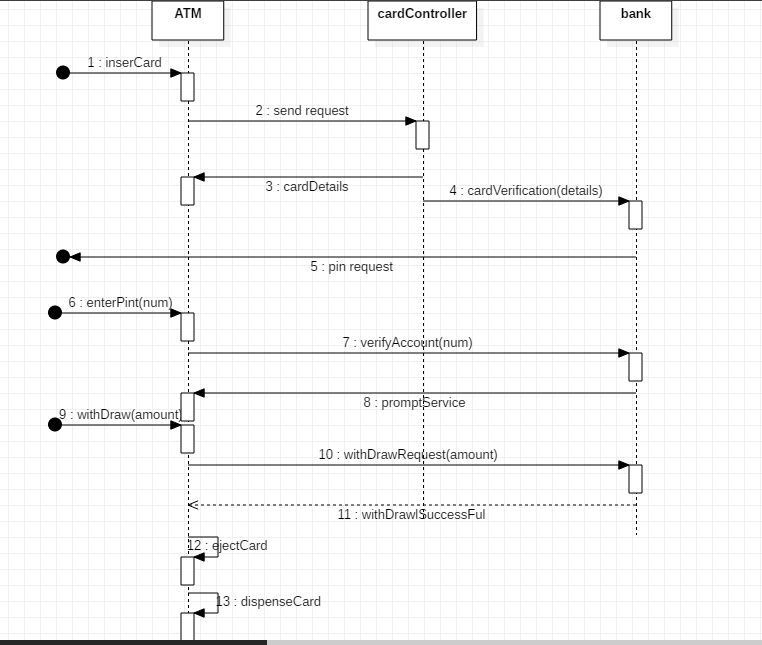 ATM
cardController
bank
1 : inserCard
2 : send request
3 : cardDetails
4 : cardVerification(details)
5 : pin request
6 : enterPint(num)
7 : verifyAccount(num)
8 : promptService
9 : withDraw(amount)
10 : withDrawRequest(amount)
11 : withDrawlSuccessFul
12 : ejectCard
13 : dispenseCard